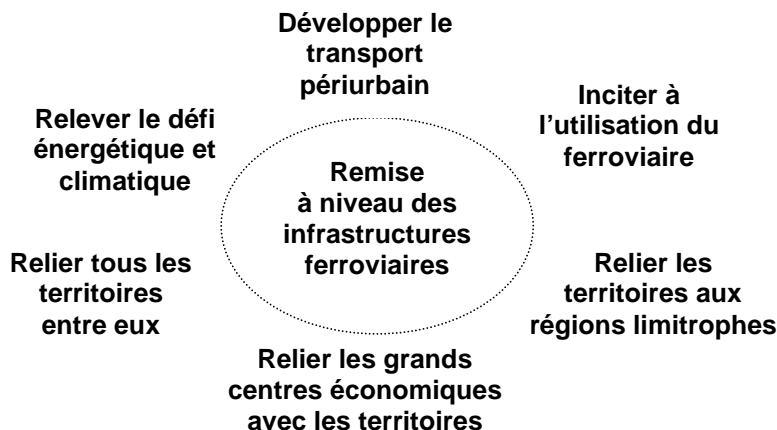 Développer le
transport
périurbain
Inciter à
l'utilisation du
ferroviaire
Relever le défi
énergétique et
climatique
Remise
à niveau des
infrastructures
ferroviaires
Relier tous les
territoires
entre eux
Relier les
territoires aux
régions limitrophes
Relier les grands
centres économiques
avec les territoires